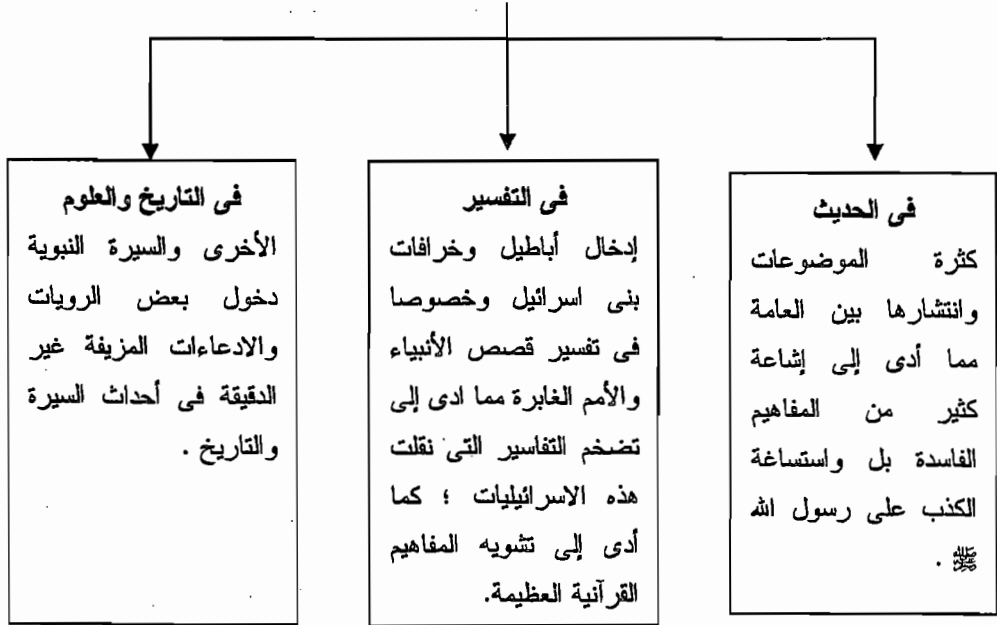 فى الحديث
كثرة الموضوعات
وانتشارها بين العامة
مما أدى إلى إشاعة
كثير من المفاهيم
الفاسدة بل واستساغة
الكذب على رسول الله
ﷺ .
فى التفسير
إدخال أباطيل وخرافات
بنى اسرائيل وخصوصا
فى تفسير قصص الأنبياء
والأمم الغابرة مما ادى إلى
تضخم التفاسير التى نقلت
هذه الاسرائيليات ؛ كما
أدى إلى تشويه المفاهيم
القرآنية العظيمة.
فى التاريخ والعلوم
الأخرى والسيرة النبوية
دخول بعض الرويات
والادعاءات المزيفة غير
الدقيقة فى أحداث السيرة
والتاريخ .